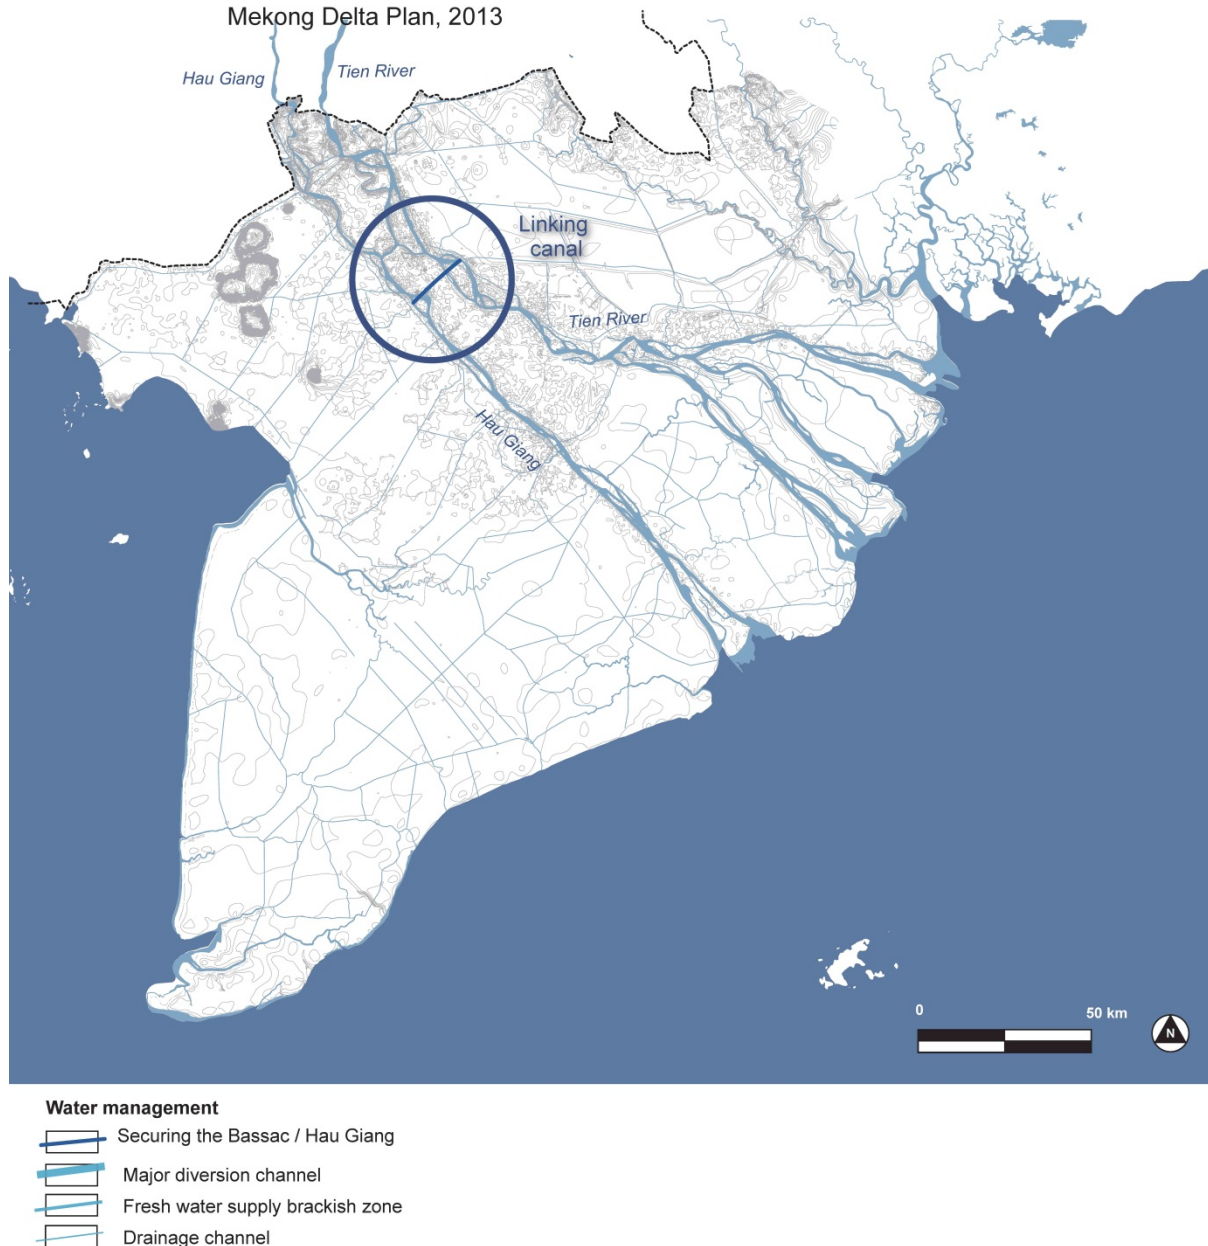 Mekong Delta Plan, 2013
Hau Giang
Tien River
Linking
canal
Tien River
Hau Giang
0
50 km
N
Water management
Securing the Bassac / Hau Giang
Major diversion channel
Fresh water supply brackish zone
Drainage channel